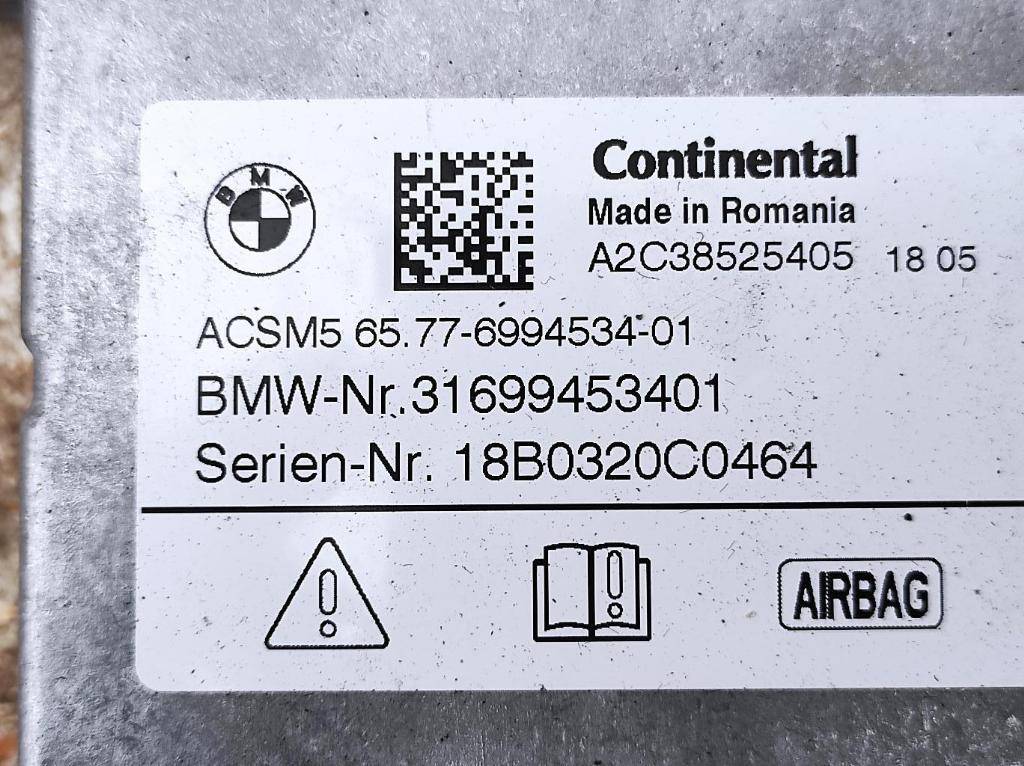 BMW
Continental
Made in Romania
A2C38525405 18 05
ACSM5 65.77-6994534-01
BMW-Nr.31699453401
Serien-Nr. 18B0320C0464
AIRBAG